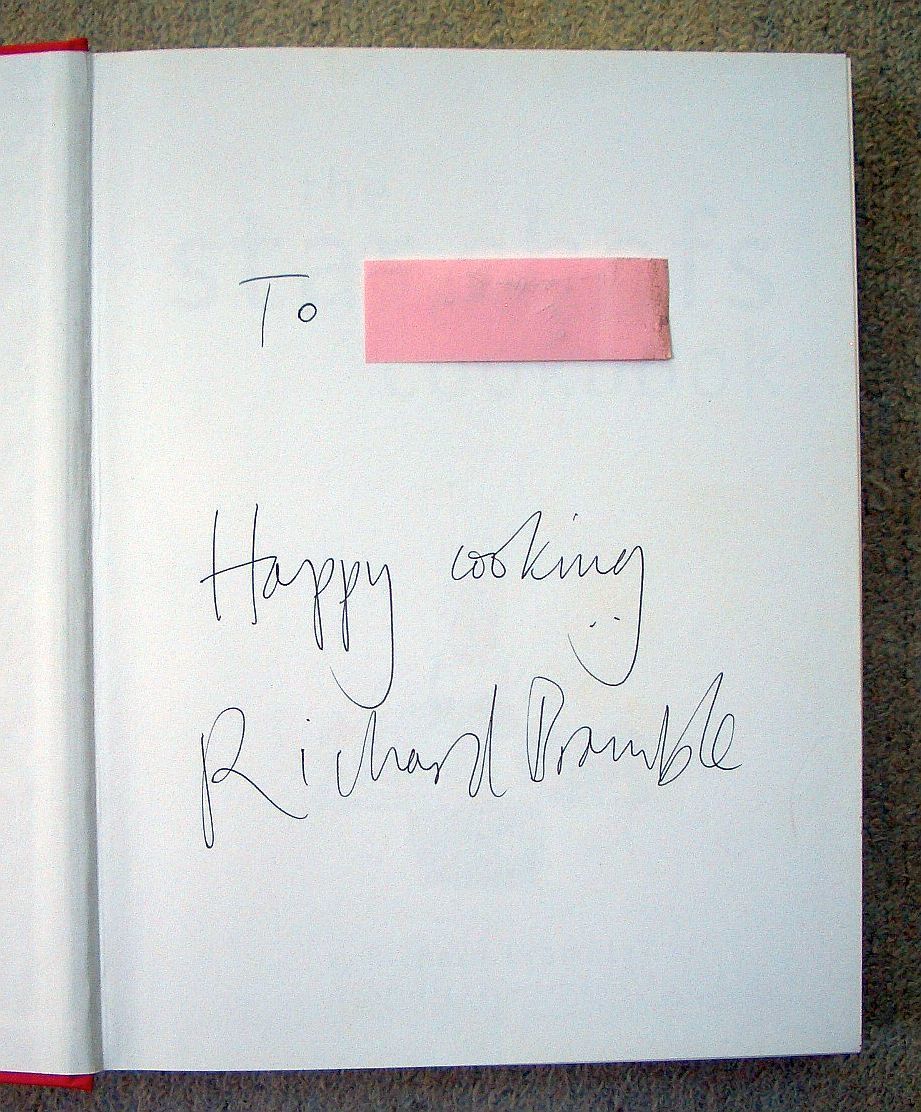 To
Happy cooking
Richard Bramble